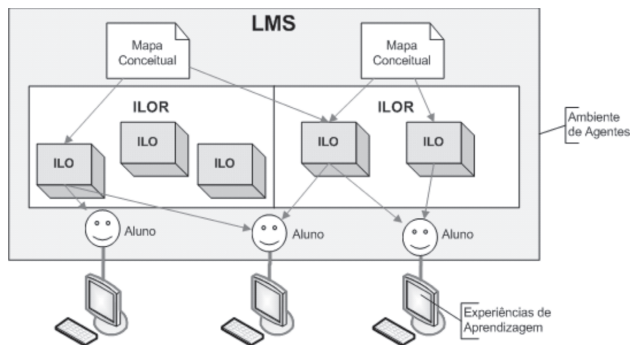 LMS
Mapa
Conceitual
Mapa
Conceitual
ILOR
ILOR
ILO
ILO
ILO
ILO
ILO
Ambiente
de Agentes
Aluno
Aluno
Aluno
Experiências de
Aprendizagem